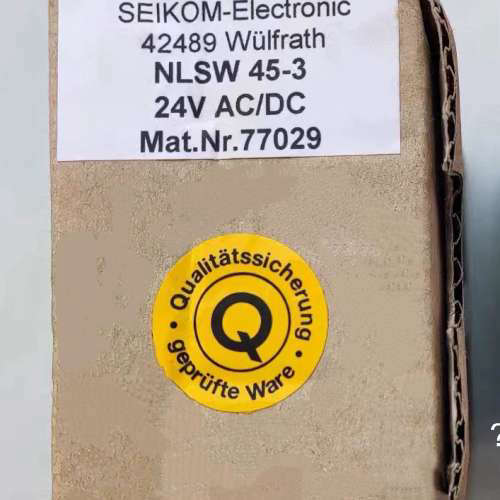 SEIKOM-Electronic
42489 Wülfrath
NLSW 45-3
24V AC/DC
Mat.Nr.77029
· Qualitätssicherung ·
Q
geprüfte Ware
?